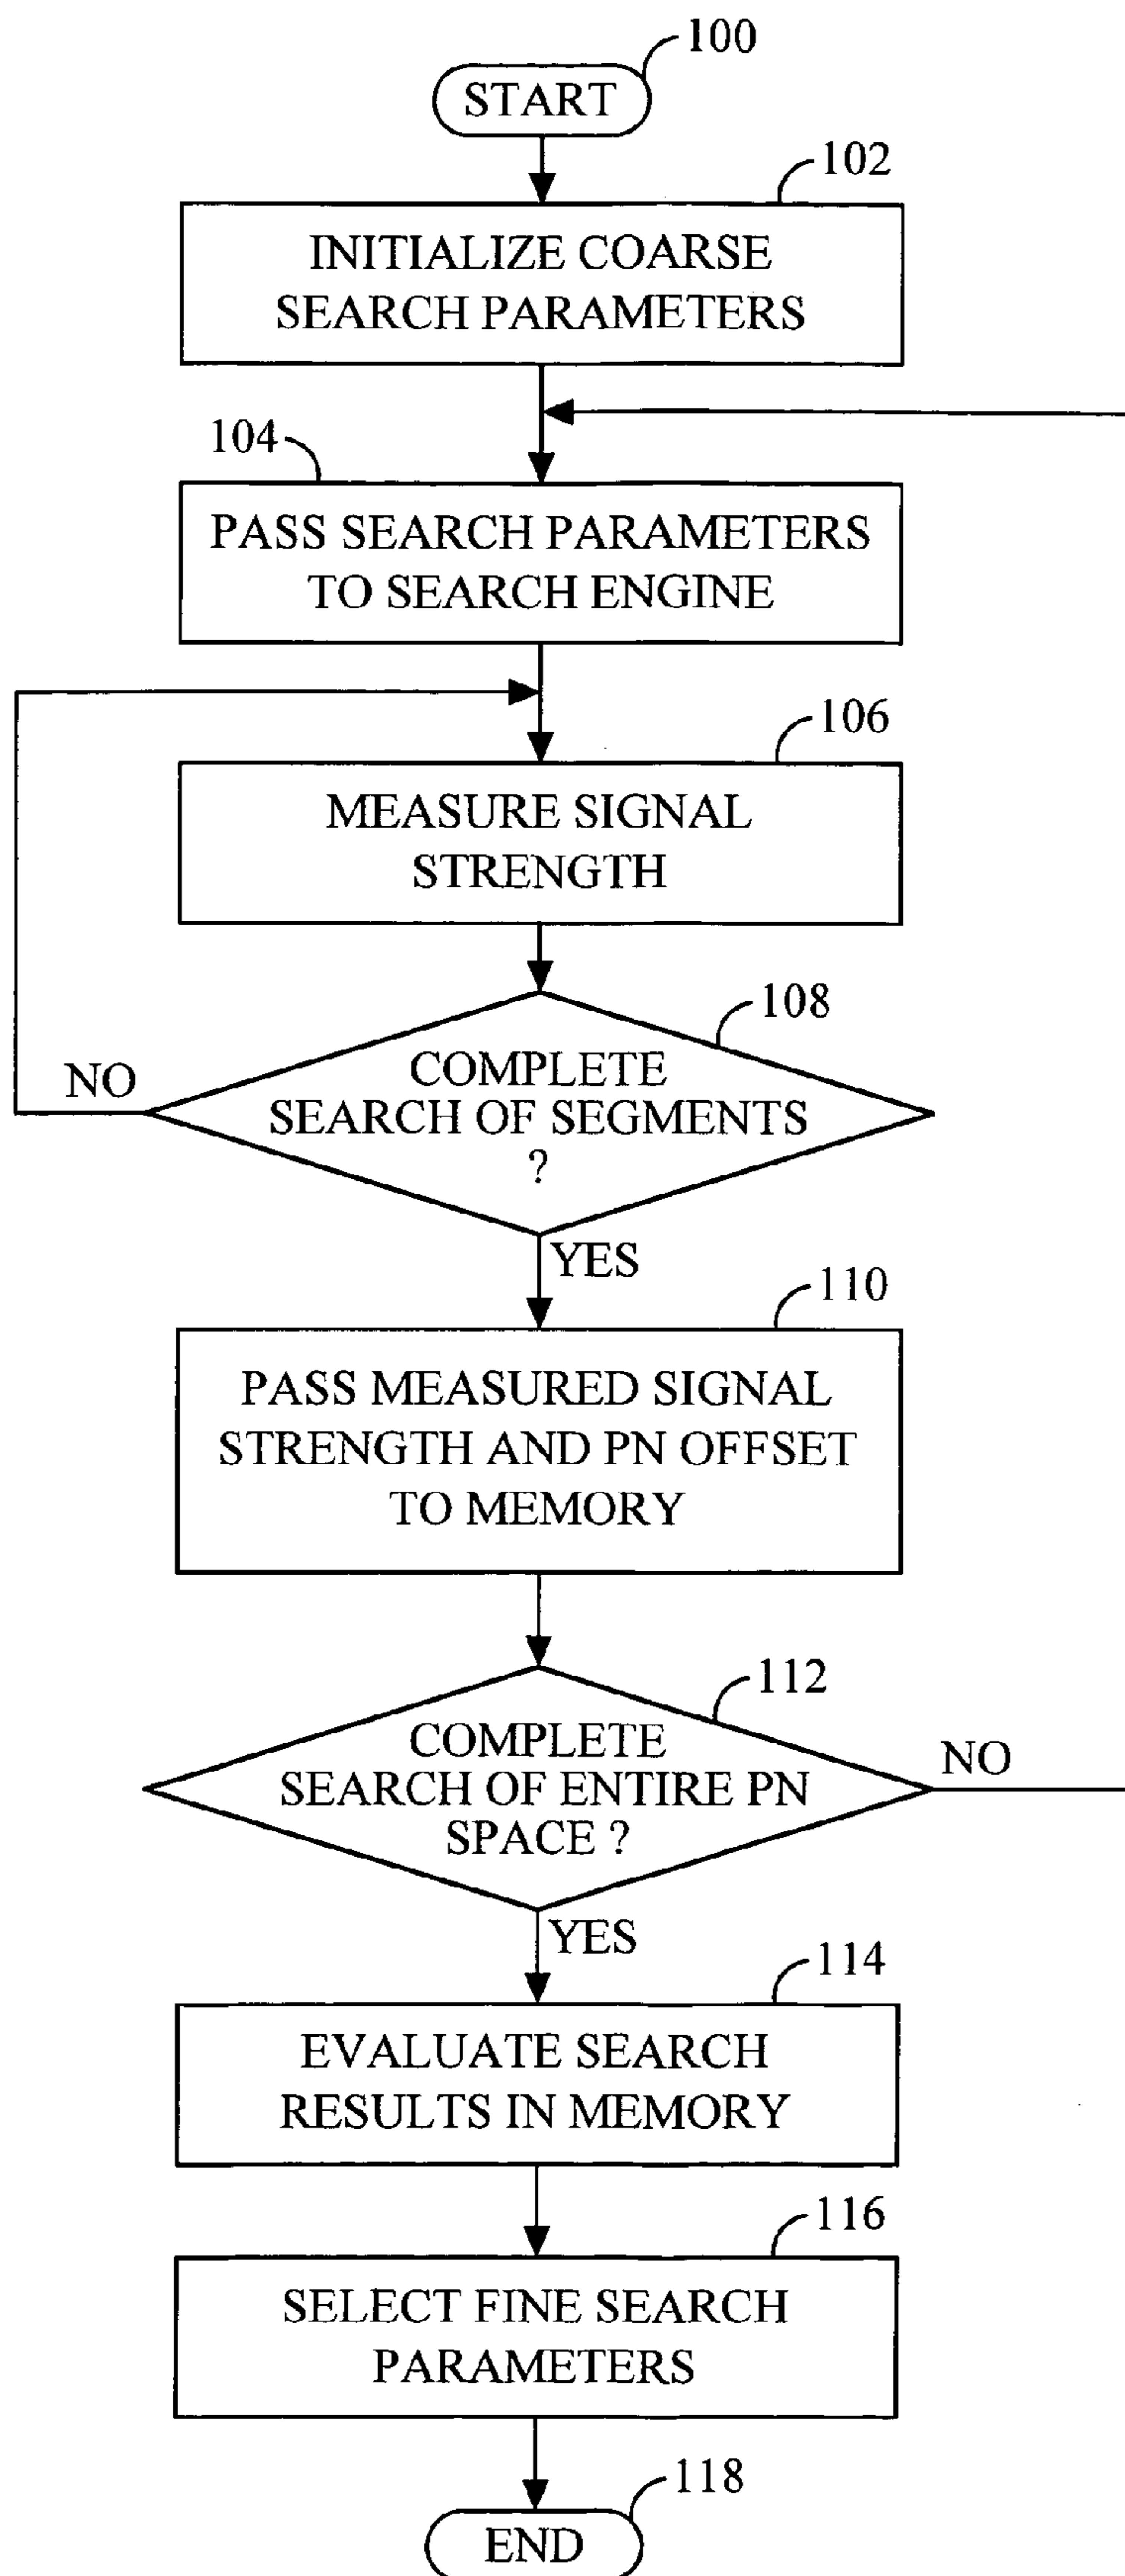 100
START
102
INITIALIZE COARSE
SEARCH PARAMETERS
104
PASS SEARCH PARAMETERS
TO SEARCH ENGINE
106
MEASURE SIGNAL
STRENGTH
108
COMPLETE
SEARCH OF SEGMENTS
?
NO
YES
110
PASS MEASURED SIGNAL
STRENGTH AND PN OFFSET
TO MEMORY
112
COMPLETE
SEARCH OF ENTIRE PN
SPACE ?
NO
YES
114
EVALUATE SEARCH
RESULTS IN MEMORY
116
SELECT FINE SEARCH
PARAMETERS
118
END